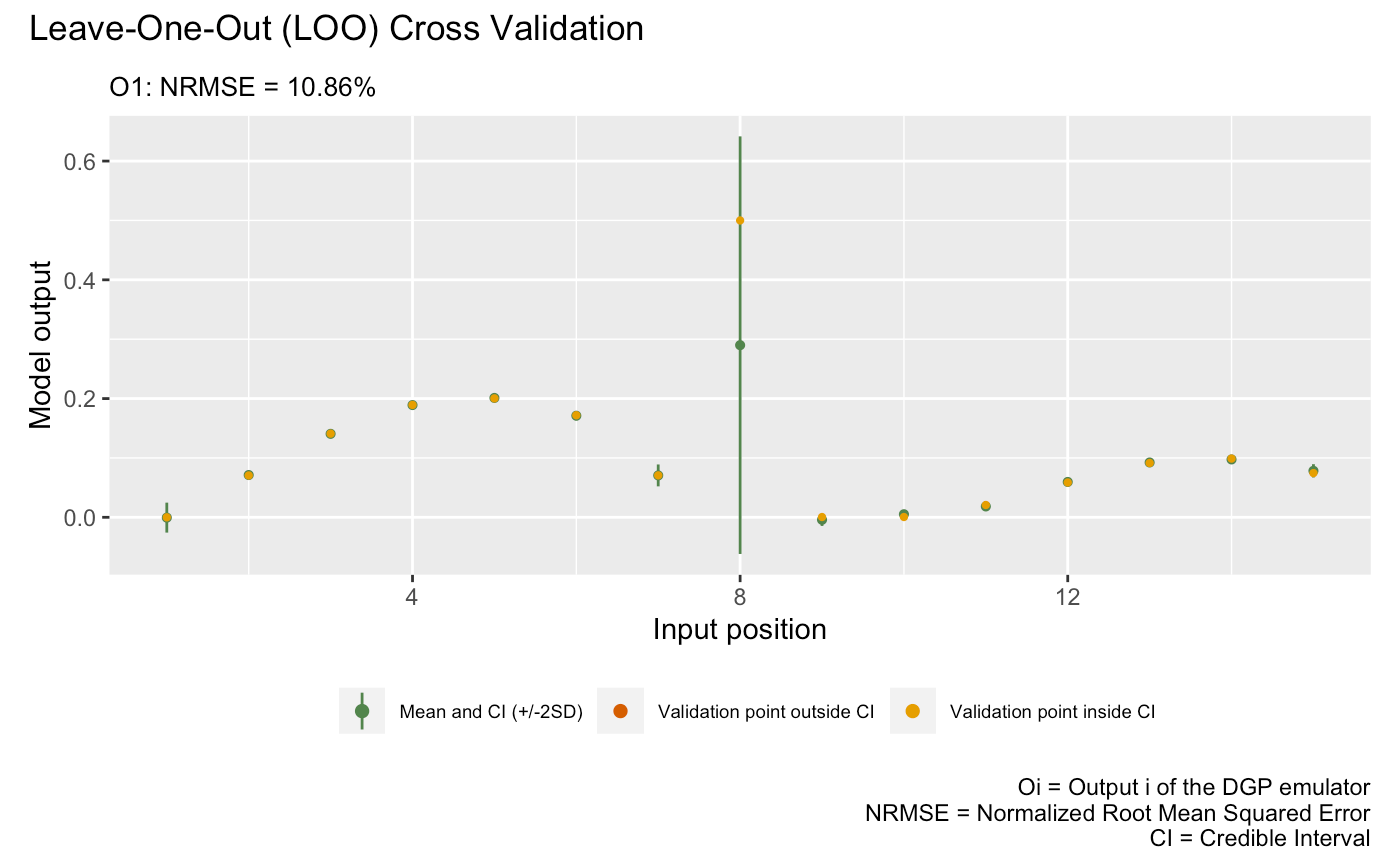 Leave-One-Out (LOO) Cross Validation
O1: NRMSE = 10.86%
Model output
0.6
0.4
0.2
0.0
4 8 12
Input position
Mean and CI (+/-2SD) Validation point outside CI Validation point inside CI
Oi = Output i of the DGP emulator
NRMSE = Normalized Root Mean Squared Error
CI = Credible Interval